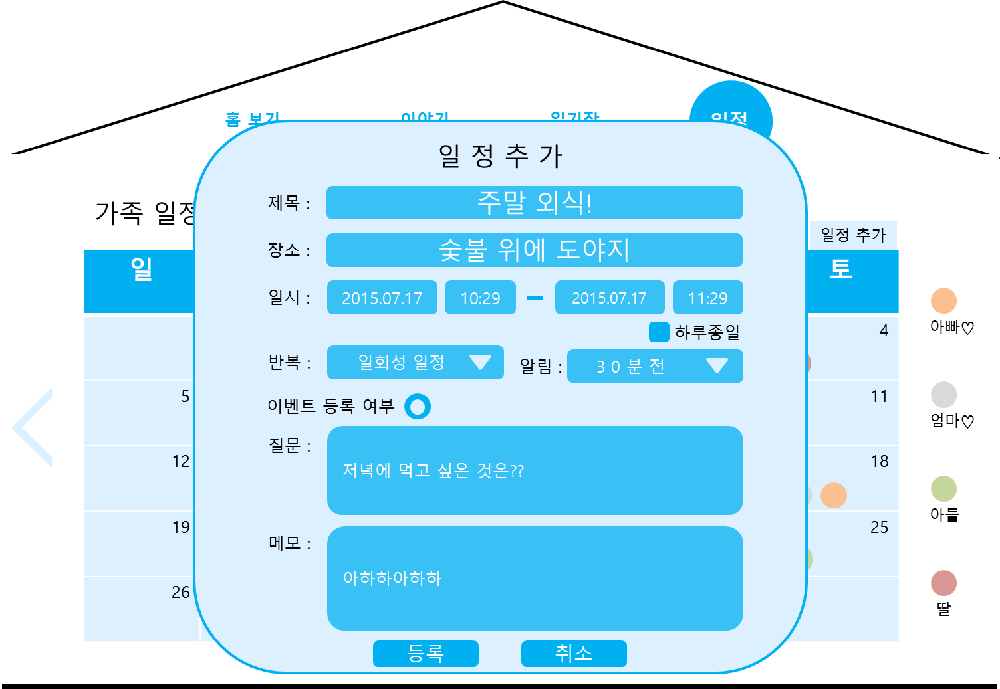 홈 보기 이야기 일기장 일정
일 정 추 가
가족 일정
제목 : 주말 외식!
일정 추가
장소 : 숯불 위에 도야지
일 토
일시 : 2015.07.17 10:29 – 2015.07.17 11:29
하루종일
4
아빠♡
반복 : 일회성 일정 알림 : 3 0 분 전
5 11
이벤트 등록 여부
엄마♡
질문 :
12 18
저녁에 먹고 싶은 것은??
아들
19 25
메모 :
아하하아하하
26
딸
등록 취소